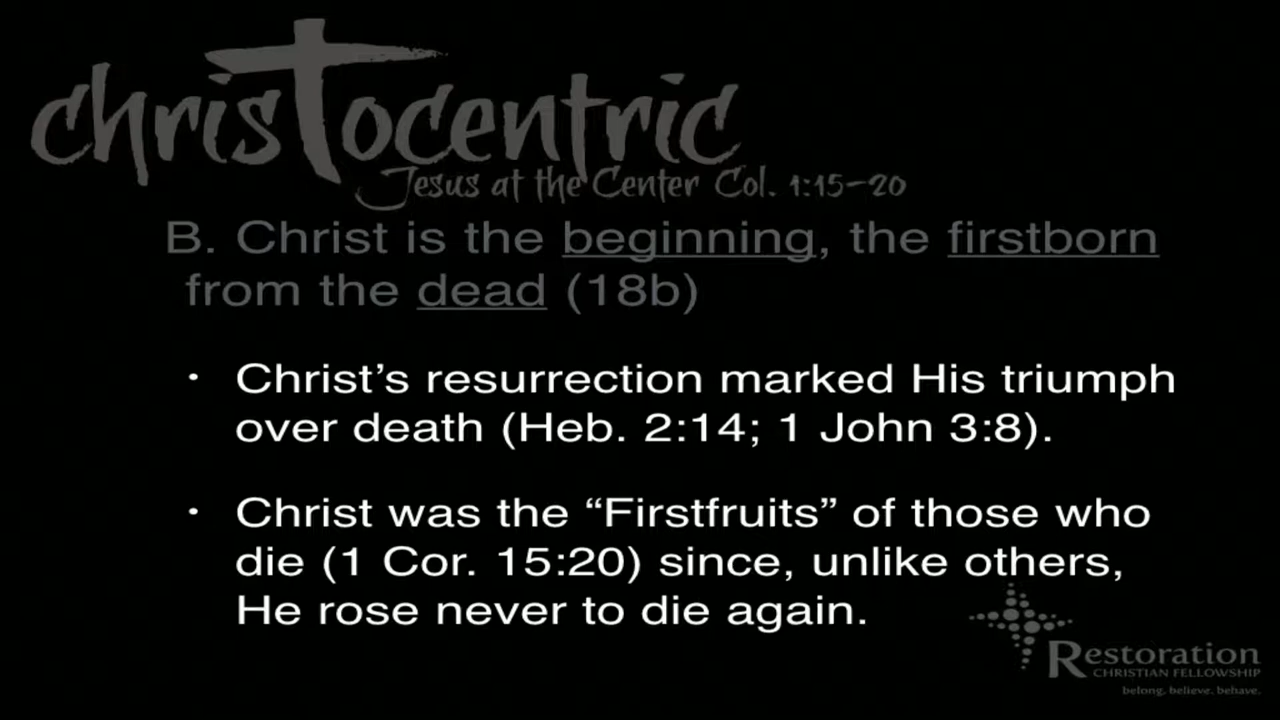 chrisTocentric
Jesus at the Center Col. 1:15-20
B. Christ is the beginning, the firstborn
from the dead (18b)
• Christ’s resurrection marked His triumph
over death (Heb. 2:14; 1 John 3:8).
• Christ was the “Firstfruits” of those who
die (1 Cor. 15:20) since, unlike others,
He rose never to die again.
Restoration
CHRISTIAN FELLOWSHIP
belong. believe. behave.